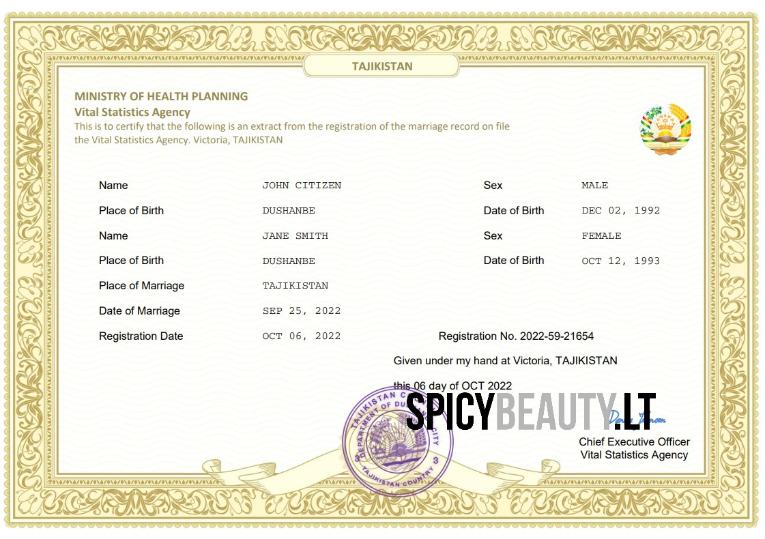 TAJIKISTAN
MINISTRY OF HEALTH PLANNING
Vital Statistics Agency
This is to certify that the following is an extract from the registration of the marriage record on file
the Vital Statistics Agency. Victoria, TAJIKISTAN
Name JOHN CITIZEN Sex MALE
Place of Birth DUSHANBE Date of Birth DEC 02, 1992
Name JANE SMITH Sex FEMALE
Place of Birth DUSHANBE Date of Birth OCT 12, 1993
Place of Marriage TAJIKISTAN
Date of Marriage SEP 25, 2022
Registration Date OCT 06, 2022 Registration No. 2022-59-21654
Given under my hand at Victoria, TAJIKISTAN
this 06 day of OCT 2022
SPICYBEAUTY.LT
TAJIKISTAN COUNTRY
DEPARTMENT OF CITY
3 TAJIKISTAN COUNTRY 3
Chief Executive Officer
Vital Statistics Agency